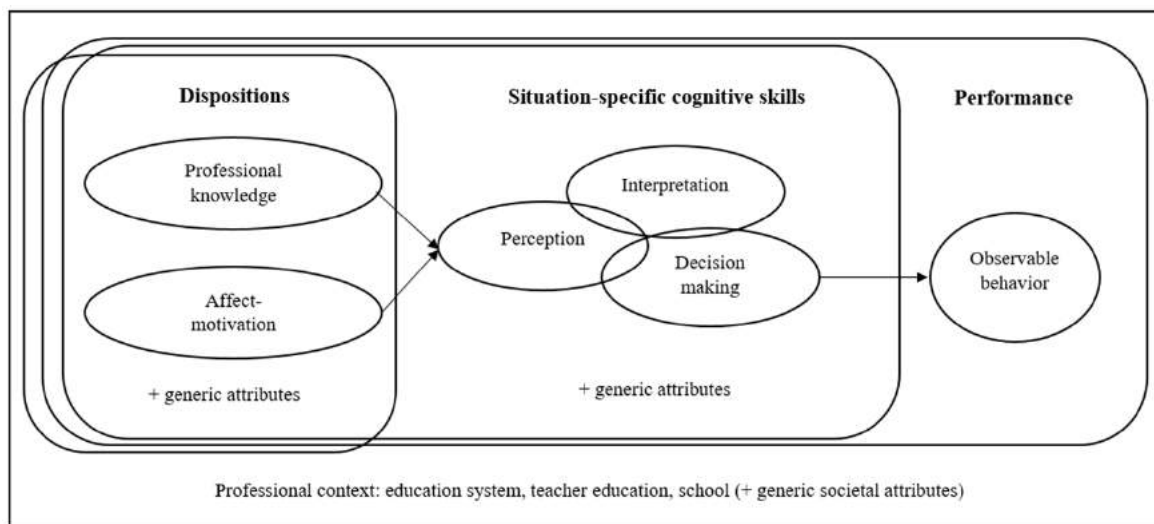 Dispositions
Situation-specific cognitive skills
Performance
Professional
knowledge
Interpretation
Perception
Decision
making
Observable
behavior
Affect-
motivation
+ generic attributes
+ generic attributes
Professional context: education system, teacher education, school (+ generic societal attributes)